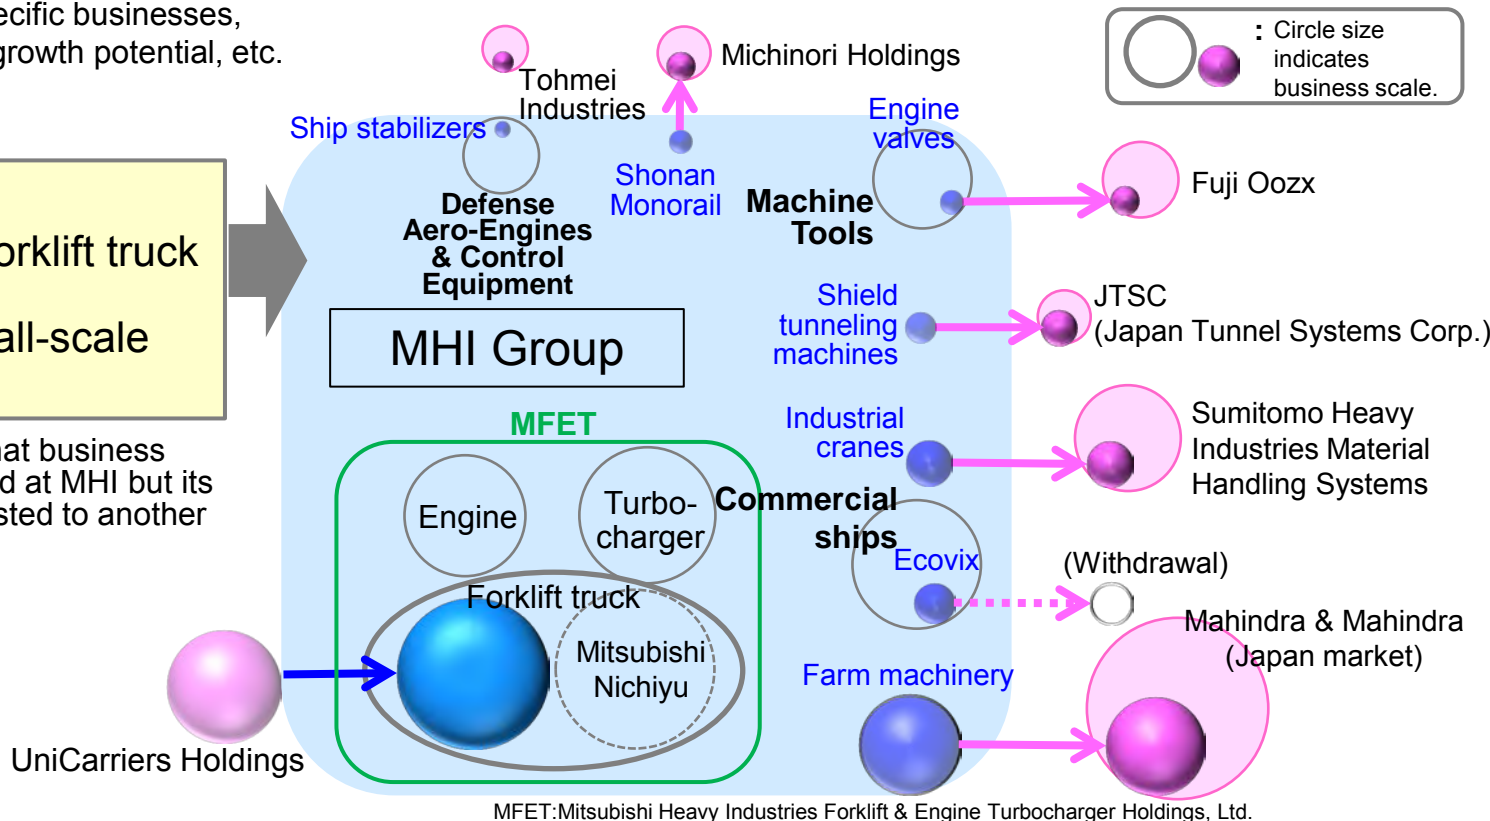 ecific businesses,
growth potential, etc.
orklift truck
all-scale
hat business
d at MHI but its
sted to another
Tohmei
Industries
Michinori Holdings
: Circle size
indicates
business scale.
Ship stabilizers
Shonan
Monorail
Engine
valves
Fuji Oozx
Defense
Aero-Engines
& Control
Equipment
Machine
Tools
MHI Group
Shield
tunneling
machines
JTSC
(Japan Tunnel Systems Corp.)
Industrial
cranes
Sumitomo Heavy
Industries Material
Handling Systems
MFET
Engine
Turbo-
charger
Commercial
ships
Ecovix
(Withdrawal)
Forklift truck
Mitsubishi
Nichiyu
UniCarriers Holdings
Farm machinery
Mahindra & Mahindra
(Japan market)
MFET:Mitsubishi Heavy Industries Forklift & Engine Turbocharger Holdings, Ltd.